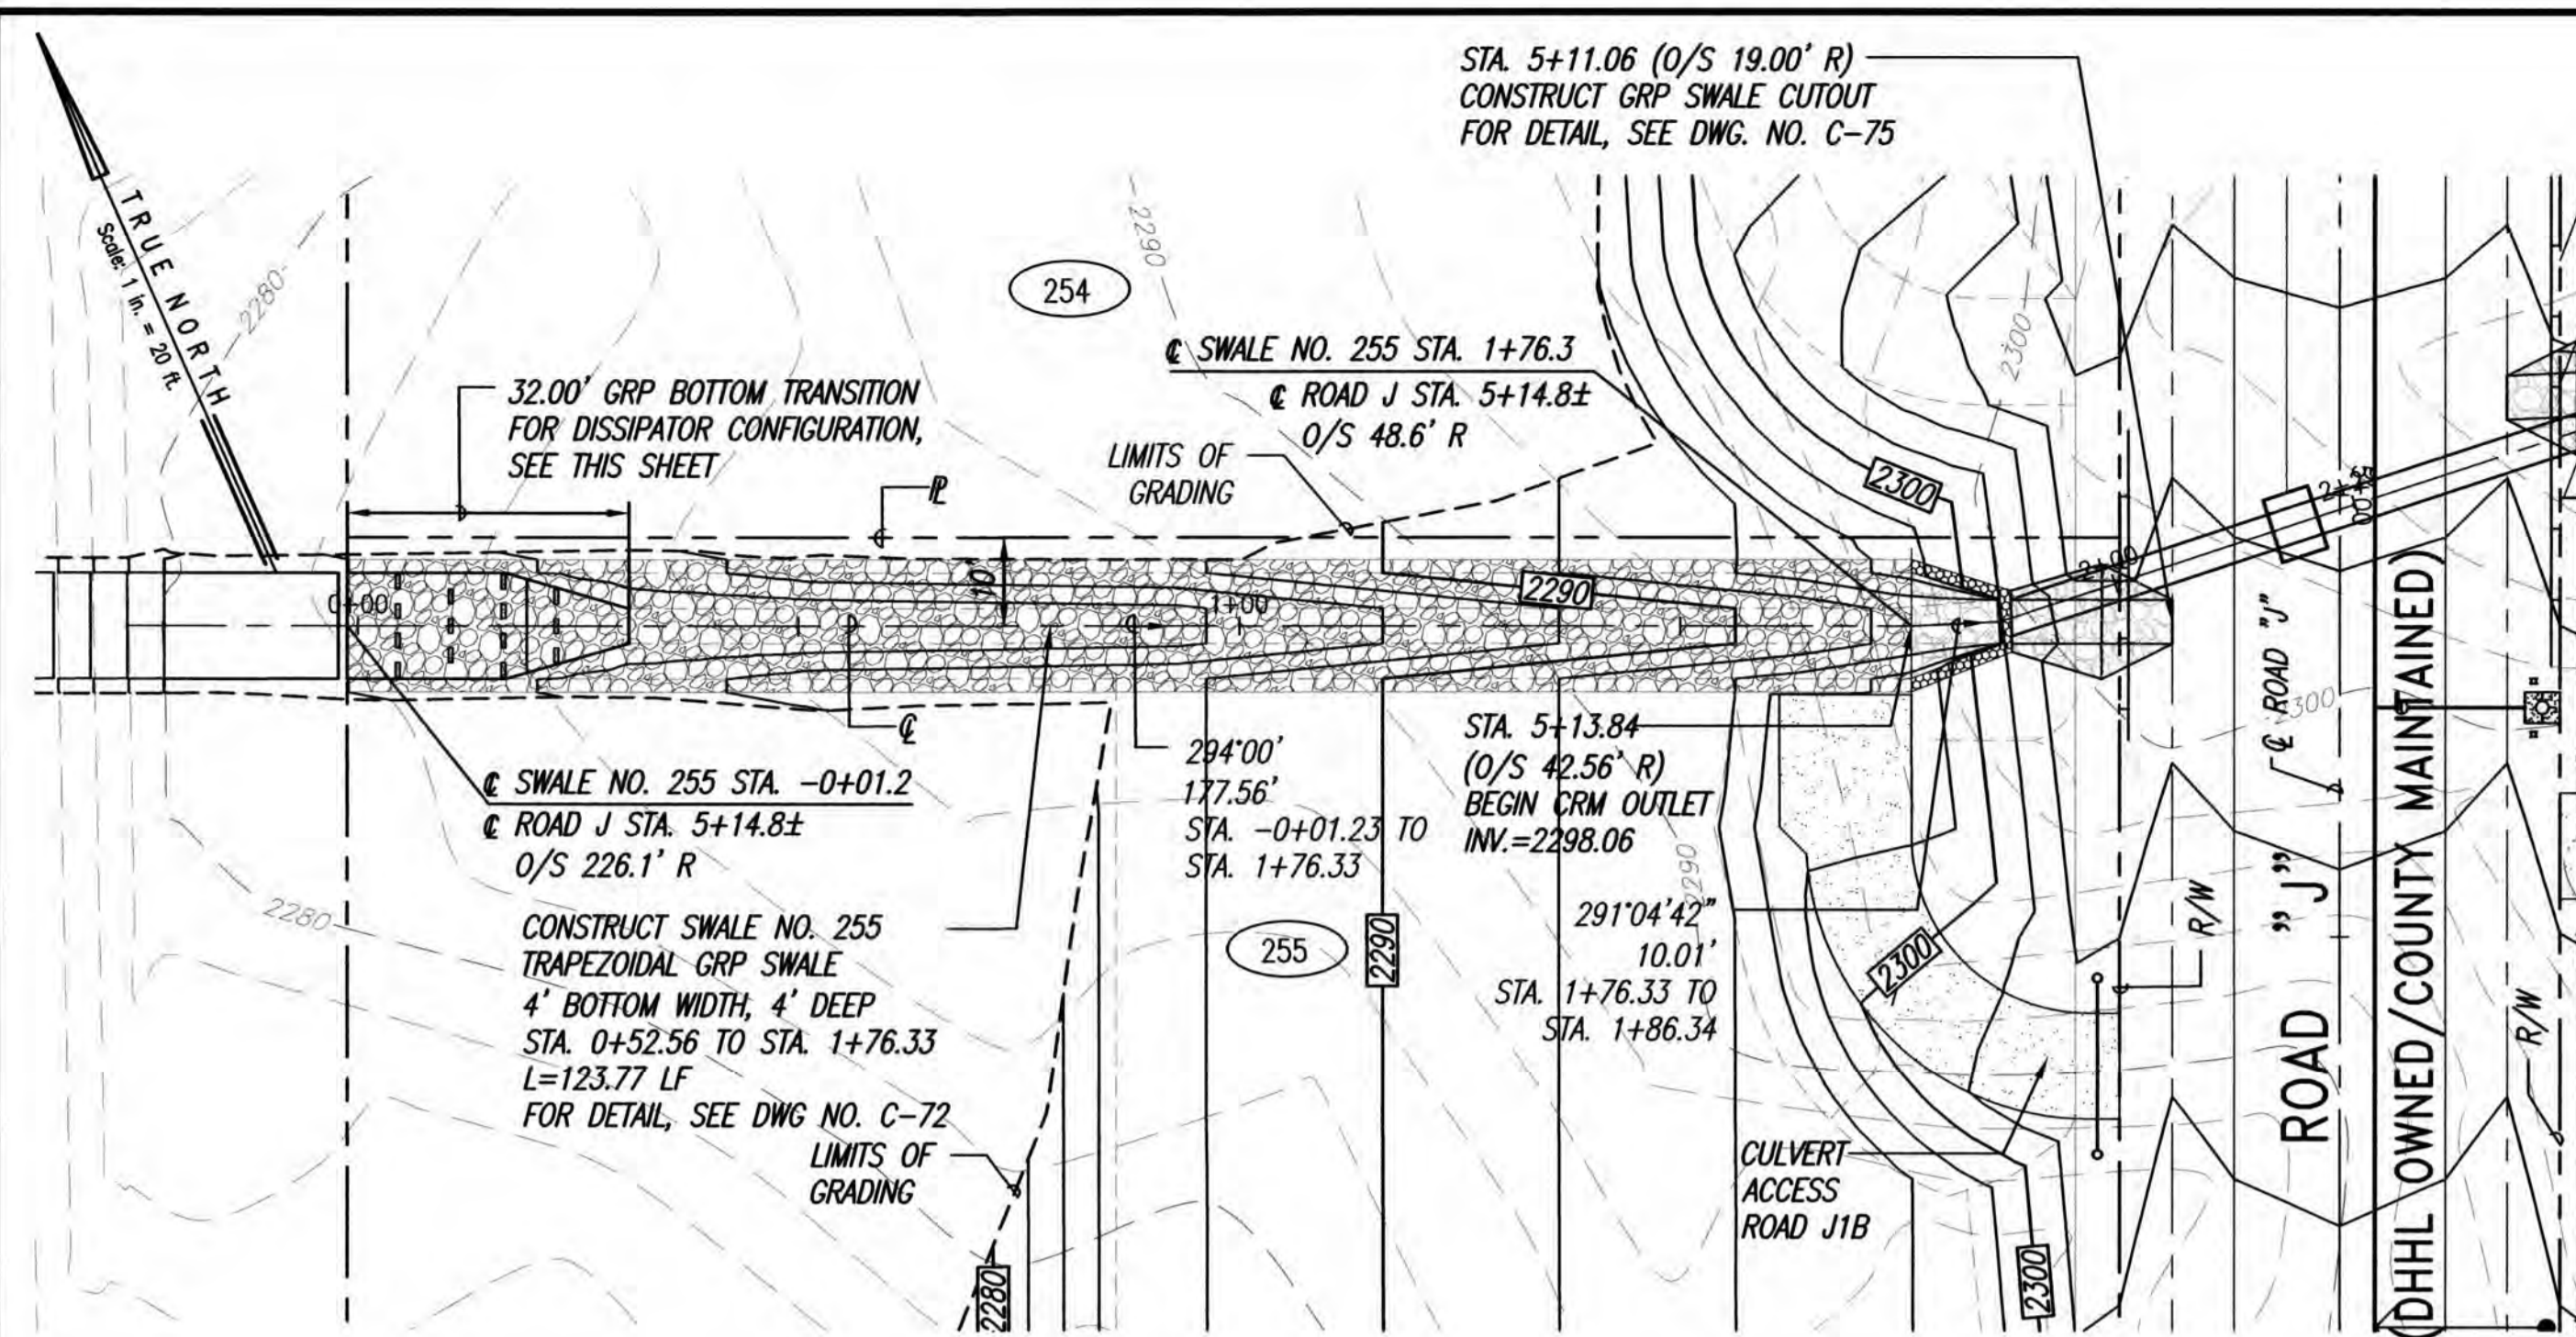 STA. 5+11.06 (O/S 19.00' R)
CONSTRUCT GRP SWALE CUTOUT
FOR DETAIL, SEE DWG. NO. C-75
TRUE NORTH
Scale: 1 in. = 20 ft.
2280
2290
254
2300
℄ SWALE NO. 255 STA. 1+76.3
℄ ROAD J STA. 5+14.8±
O/S 48.6' R
32.00' GRP BOTTOM TRANSITION
FOR DISSIPATOR CONFIGURATION,
SEE THIS SHEET
LIMITS OF
GRADING
PL
2300
10'
2290
0+00
1+00
2+00
℄
℄ SWALE NO. 255 STA. -0+01.2
℄ ROAD J STA. 5+14.8±
O/S 226.1' R
294°00'
177.56'
STA. -0+01.23 TO
STA. 1+76.33
STA. 5+13.84
(O/S 42.56' R)
BEGIN CRM OUTLET
INV.=2298.06
2290
2280
CONSTRUCT SWALE NO. 255
TRAPEZOIDAL GRP SWALE
4' BOTTOM WIDTH, 4' DEEP
STA. 0+52.56 TO STA. 1+76.33
L=123.77 LF
FOR DETAIL, SEE DWG NO. C-72
255
2290
291°04'42"
10.01'
STA. 1+76.33 TO
STA. 1+86.34
2300
LIMITS OF
GRADING
CULVERT
ACCESS
ROAD J1B
2280
2300
R/W
℄ ROAD "J"
300
ROAD "J"
(DHHL OWNED/COUNTY MAINTAINED)
R/W